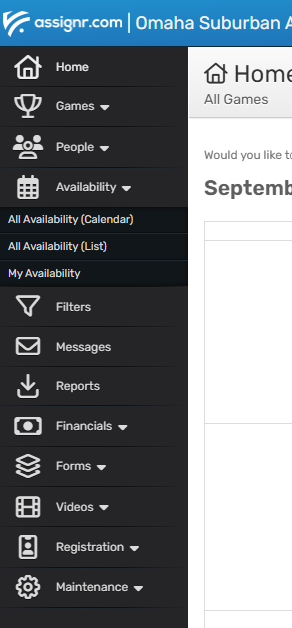 assignr.com | Omaha Suburban A
Home
Games
People
Availability
All Availability (Calendar)
All Availability (List)
My Availability
Filters
Messages
Reports
Financials
Forms
Videos
Registration
Maintenance
Home
All Games
Would you like to
Septemb